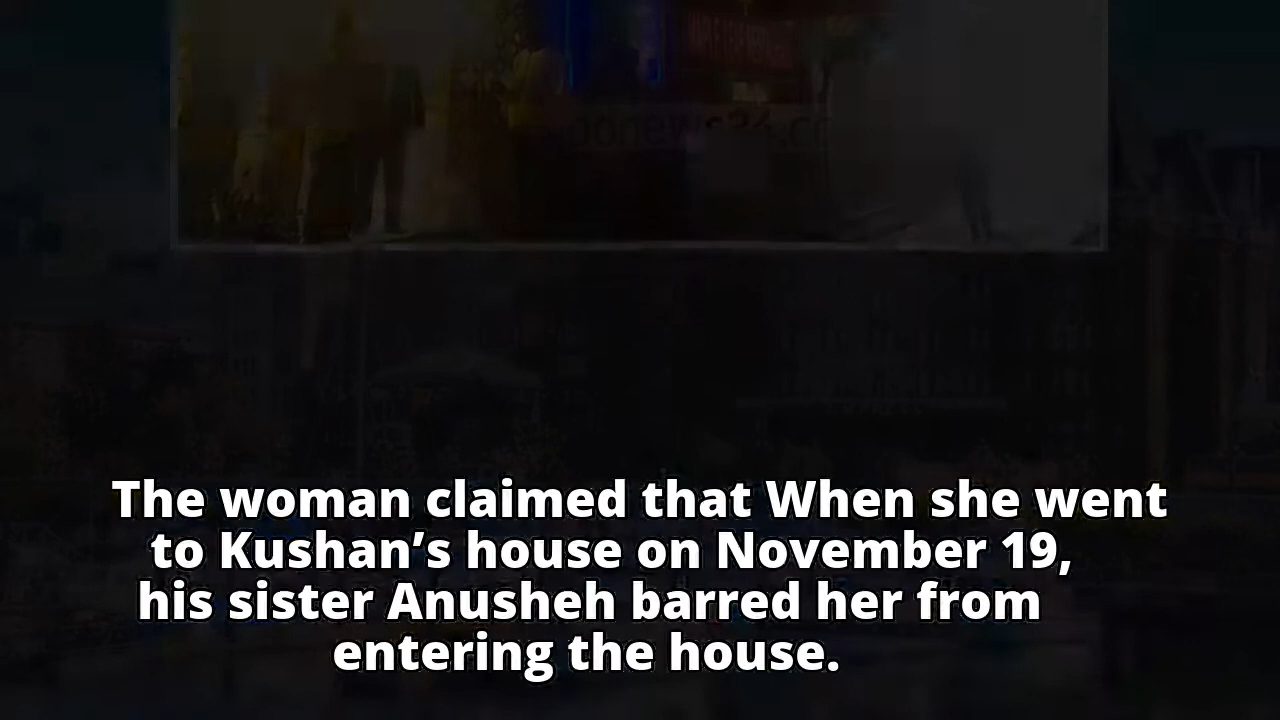 The woman claimed that When she went
to Kushan’s house on November 19,
his sister Anusheh barred her from
entering the house.